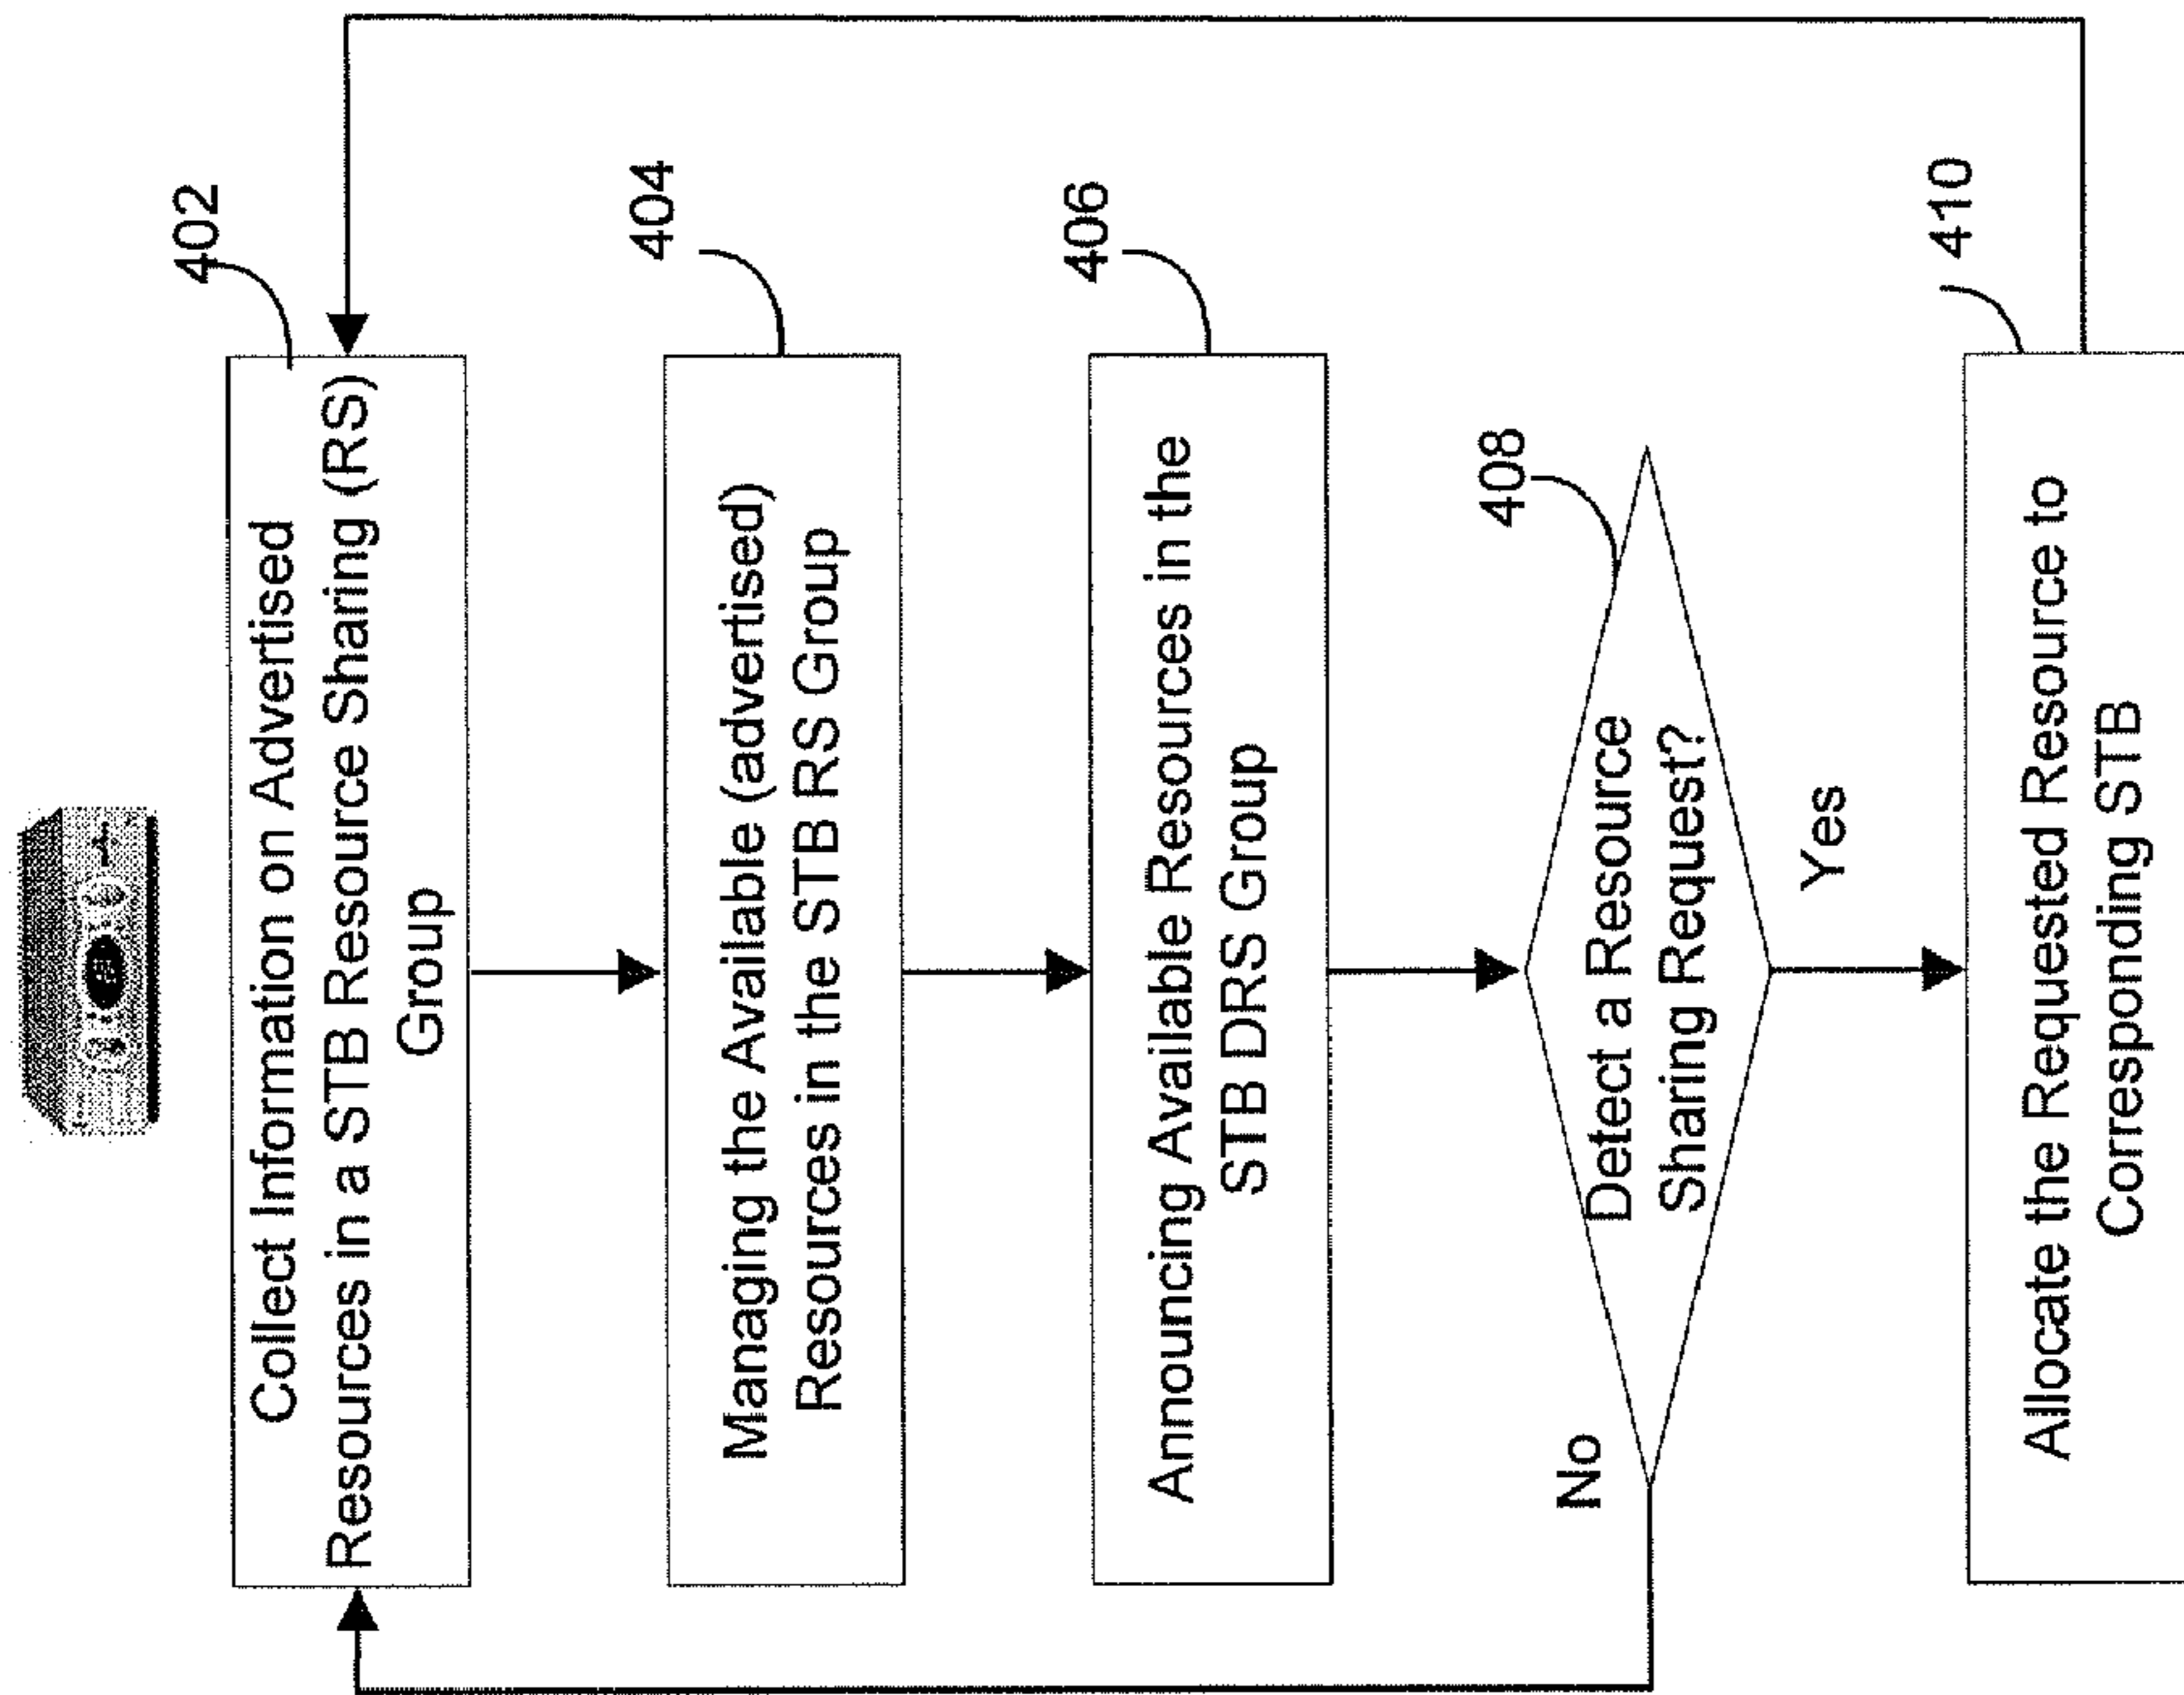 402
Collect Information on Advertised
Resources in a STB Resource Sharing (RS)
Group
404
Managing the Available (advertised)
Resources in the STB RS Group
406
Announcing Available Resources in the
STB DRS Group
408
Detect a Resource
Sharing Request?
No
Yes
410
Allocate the Requested Resource to
Corresponding STB